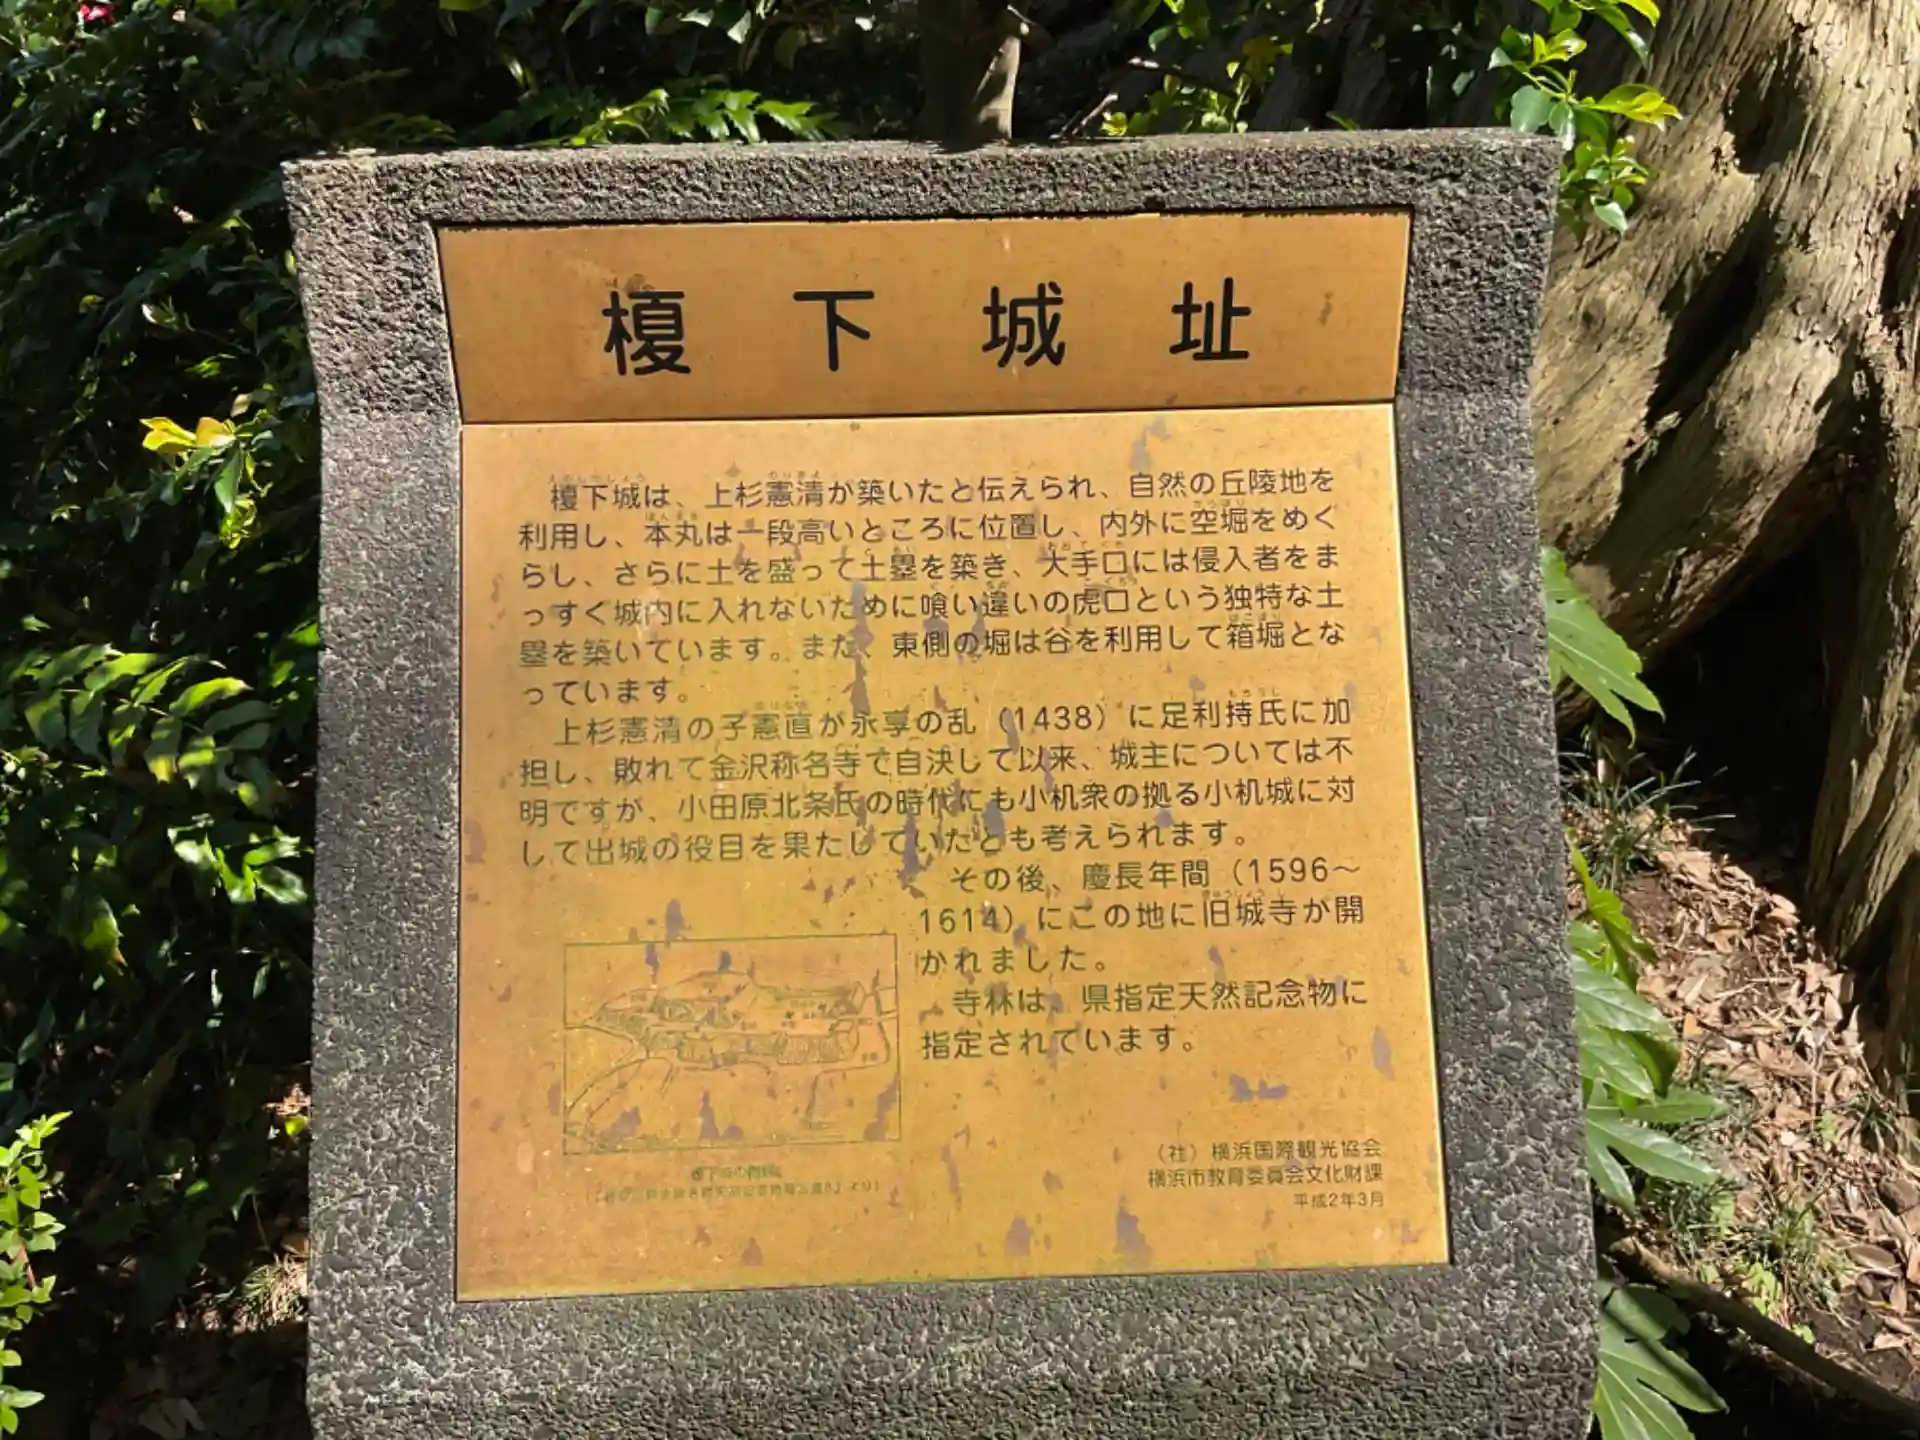 榎下城址
榎下城は、上杉憲清が築いたと伝えられ、自然の丘陵地を
利用し、本丸は一段高いところに位置し、内外に空堀をめぐ
らし、さらに土を盛って土塁を築き、大手口には侵入者をま
っすぐ城内に入れないために喰い違いの虎口という独特な土
塁を築いています。また、東側の堀は谷を利用して箱堀とな
っています。
上杉憲清の子憲直が永享の乱（1438）に足利持氏に加
担し、敗れて金沢称名寺で自決して以来、城主については不
明ですが、小田原北条氏の時代にも小机衆の拠る小机城に対
して出城の役目を果たしていたとも考えられます。
その後、慶長年間（1596～
1614）にこの地に旧城寺が開
かれました。
寺林は、県指定天然記念物に
指定されています。
（社）横浜国際観光協会
横浜市教育委員会文化財課
平成2年3月